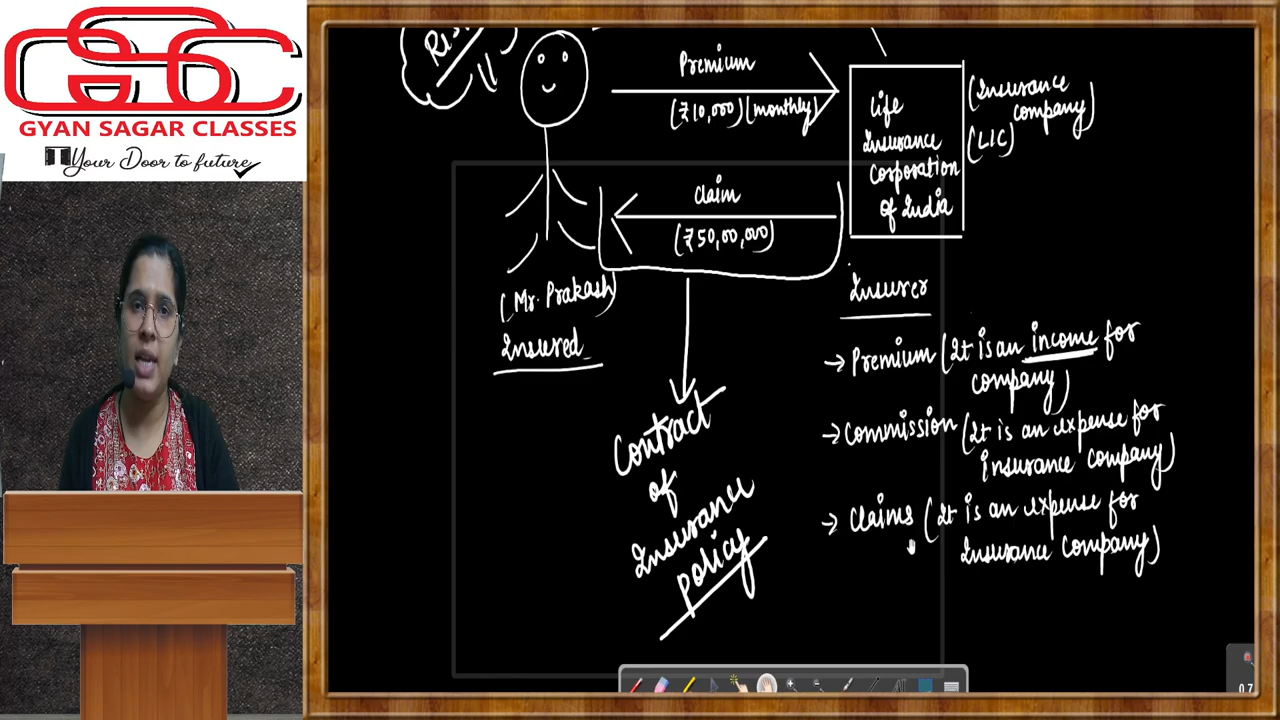 GSC
GYAN SAGAR CLASSES
Your Door to future
Premium
(₹10,000) (monthly)
Life
Insurance
Corporation
of India
(Insurance
company)
(LIC)
Claim
(₹50,00,000)
(Mr. Prakash)
Insured
Insurer
Contract
of
Insurance
policy
→ Premium (It is an income for
company)
→ Commission (It is an expense for
insurance company)
→ Claims (It is an expense for
Insurance company)